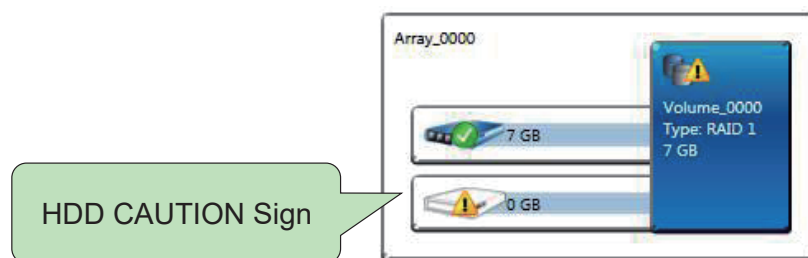 Array_0000
Volume_0000
Type: RAID 1
7 GB
7 GB
0 GB
HDD CAUTION Sign